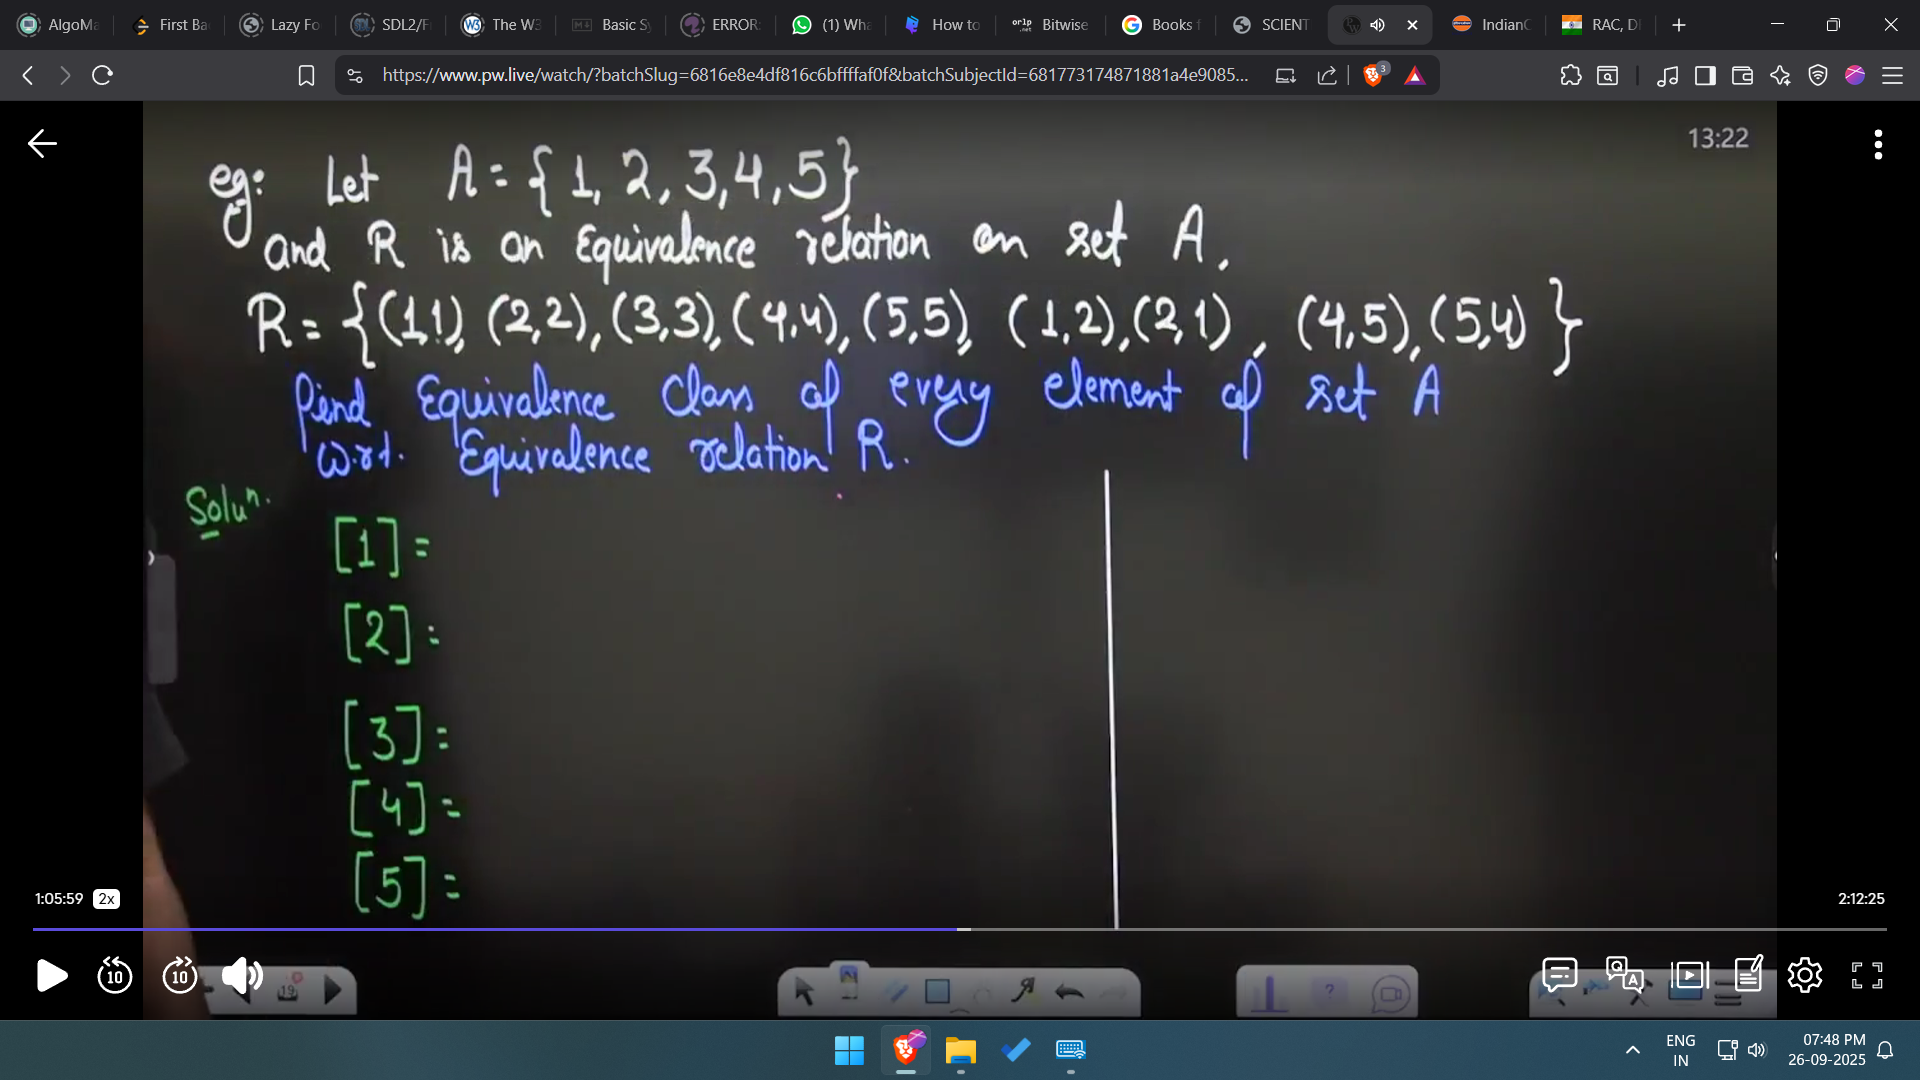 AlgoMa
First Ba
Lazy Fo
SDL2/F
The W3
Basic Sy
ERROR:
(1) Wha
How to
orlp .net
Bitwise
Books f
SCIENT
IndianC
RAC, D
https://www.pw.live/watch/?batchSlug=6816e8e4df816c6bffffaf0f&batchSubjectId=681773174871881a4e9085...
3
13:22
eg: Let A = { 1, 2, 3, 4, 5}
and R is an Equivalence relation on set A.
R = {(1,1), (2,2), (3,3), (4,4), (5,5), (1,2), (2,1), (4,5), (5,4) }
Find Equivalence Class of every element of set A
w.r.t. Equivalence relation R.
Soluⁿ.
[1] =
[2] =
[3] =
[4] =
[5] =
1:05:59 2x
2:12:25
10
10
19
?
Q A
ENG
IN
07:48 PM
26-09-2025